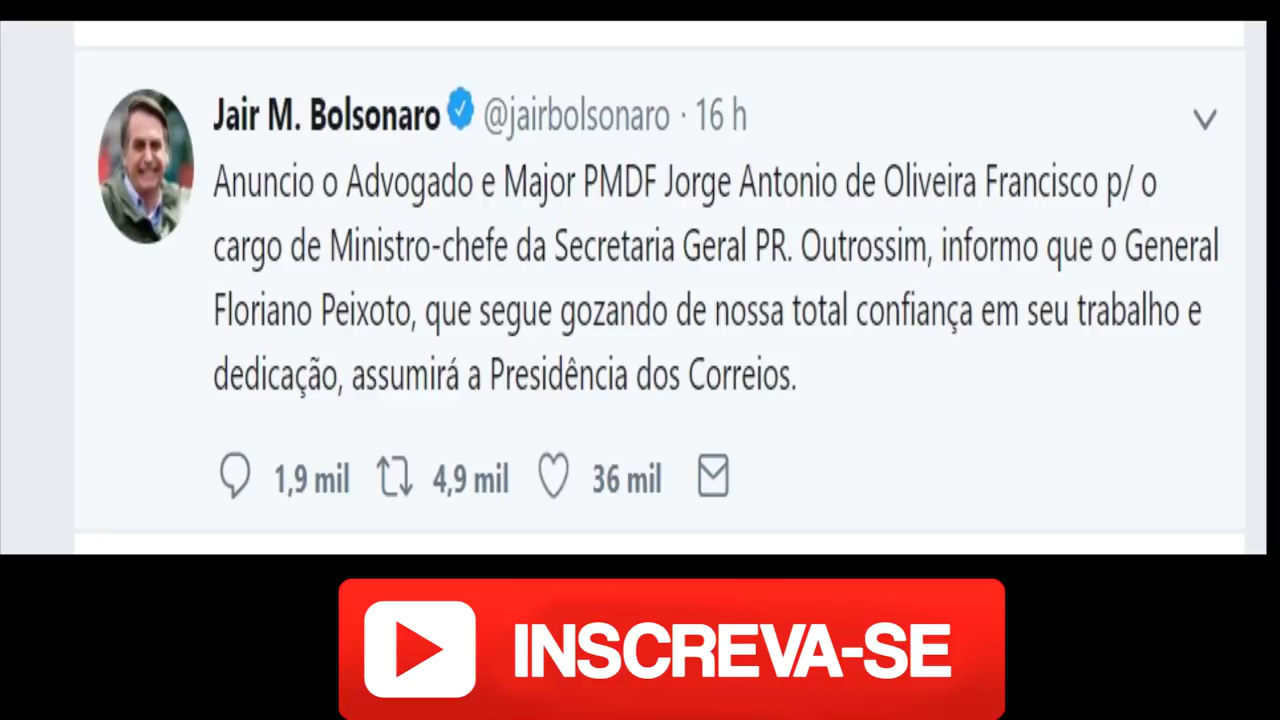 Jair M. Bolsonaro @jairbolsonaro · 16 h
Anuncio o Advogado e Major PMDF Jorge Antonio de Oliveira Francisco p/ o
cargo de Ministro-chefe da Secretaria Geral PR. Outrossim, informo que o General
Floriano Peixoto, que segue gozando de nossa total confiança em seu trabalho e
dedicação, assumirá a Presidência dos Correios.
1,9 mil 4,9 mil 36 mil
INSCREVA-SE